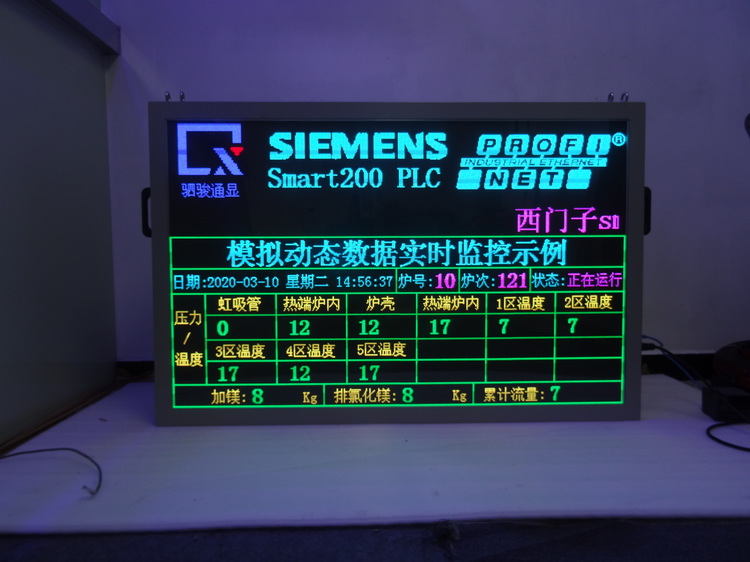 SIEMENS
PROFI®
INDUSTRIAL ETHERNET
NET
Smart200 PLC
驷骏通显
西门子sm
模拟动态数据实时监控示例
日期:2020-03-10 星期二 14:56:37 炉号:10 炉次:121 状态:正在运行
压力/温度
虹吸管 热端炉内 炉壳 热端炉内 1区温度 2区温度
0 12 12 17 7 7
3区温度 4区温度 5区温度
17 12 17
加镁:8 Kg 排氯化镁:8 Kg 累计流量:7